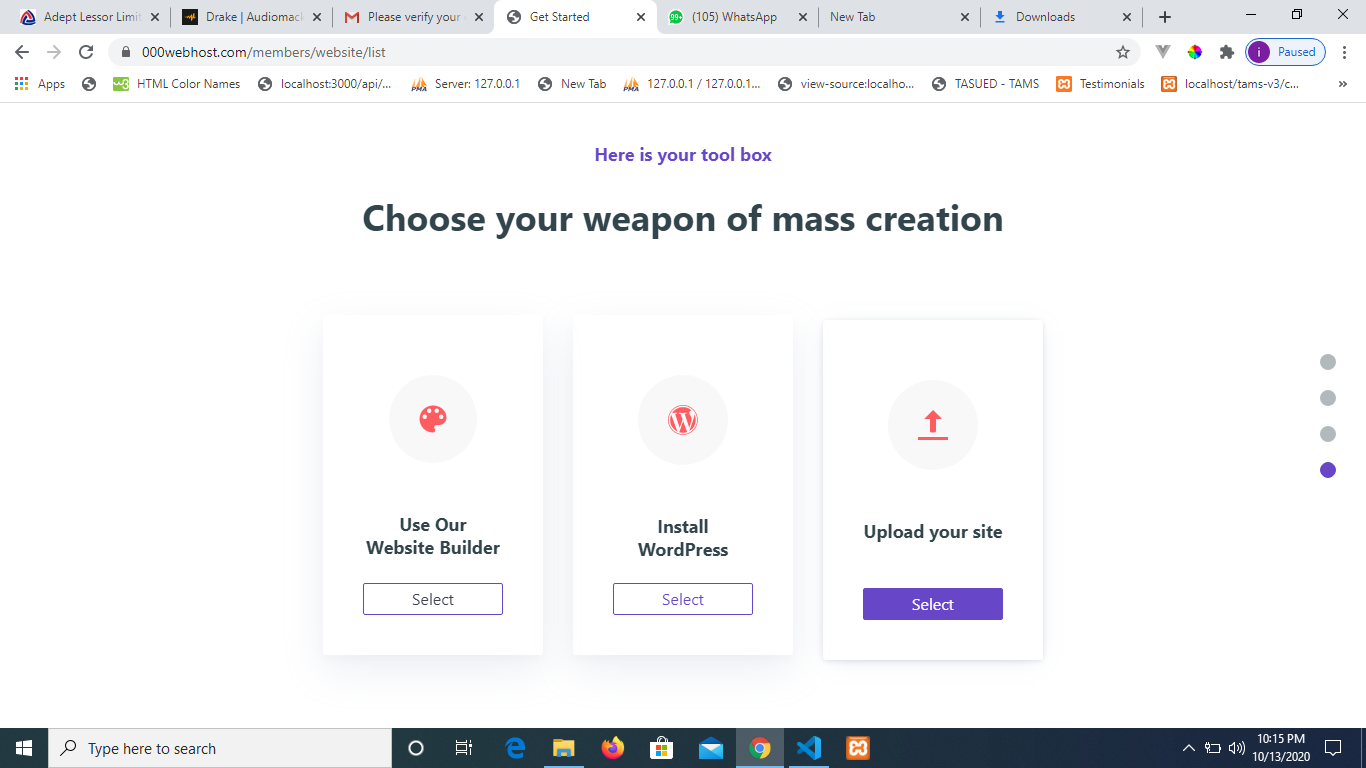 Adept Lessor Limit
Drake | Audiomack
Please verify your
Get Started
99+
(105) WhatsApp
New Tab
Downloads
000webhost.com/members/website/list
i
Paused
Apps
HTML Color Names
localhost:3000/api/...
Server: 127.0.0.1
New Tab
127.0.0.1 / 127.0.0.1...
view-source:localho...
TASUED - TAMS
Testimonials
localhost/tams-v3/c...
»
Here is your tool box
Choose your weapon of mass creation
Use Our
Website Builder
Select
Install
WordPress
Select
Upload your site
Select
Type here to search
10:15 PM
10/13/2020